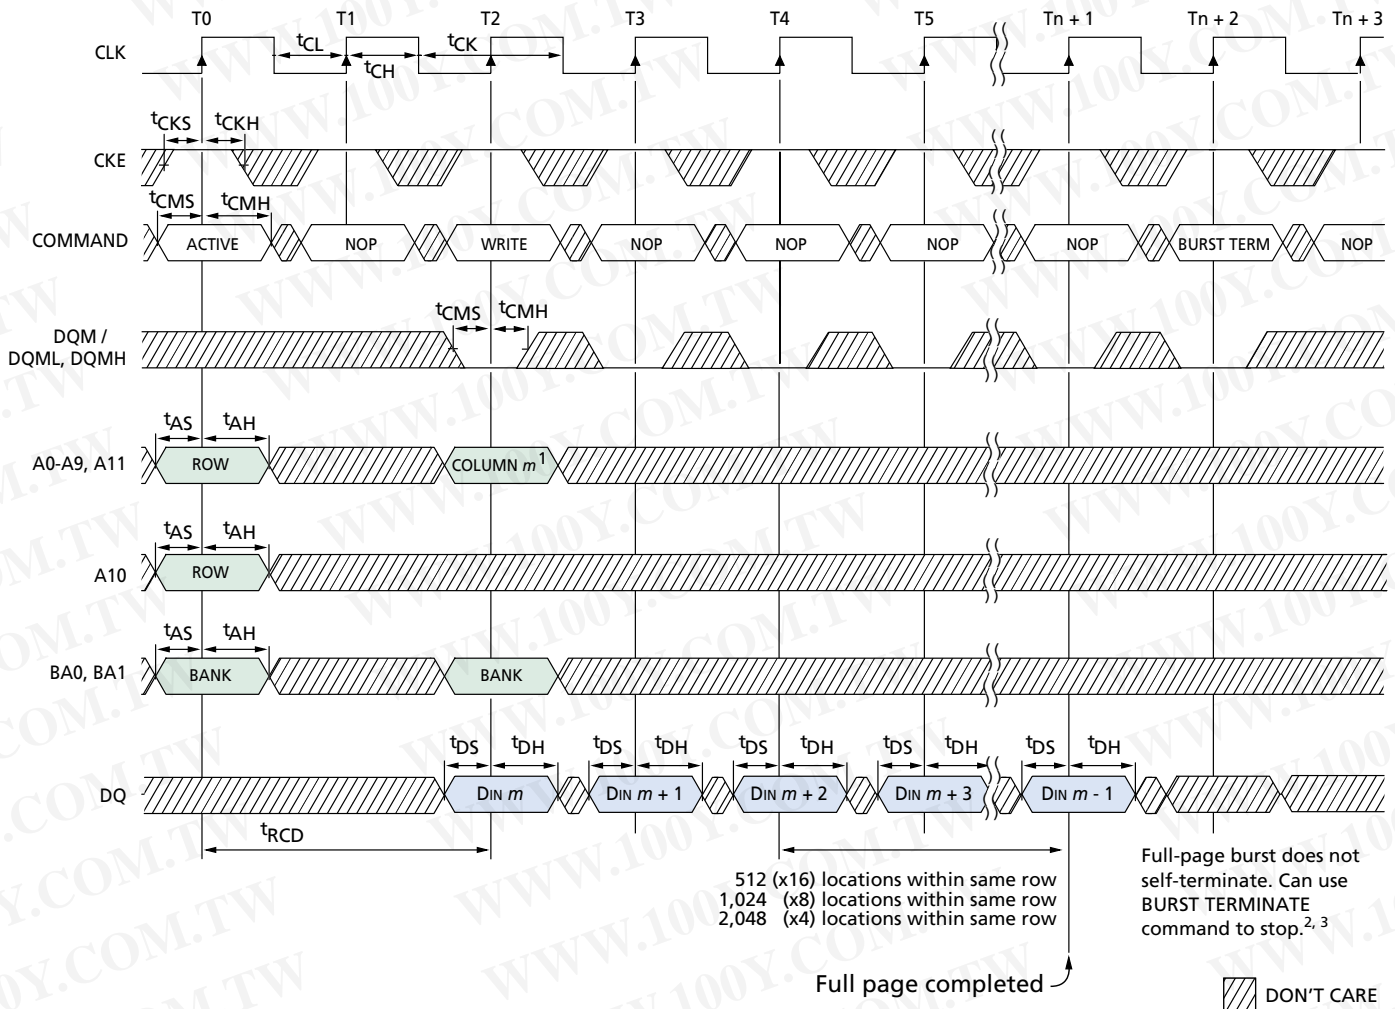 T0 T1 T2 T3 T4 T5 Tn + 1 Tn + 2 Tn + 3
CLK tCL tCH tCK
tCKS tCKH
CKE
tCMS tCMH
COMMAND ACTIVE NOP WRITE NOP NOP NOP NOP BURST TERM NOP
tCMS tCMH
DQM /
DQML, DQMH
tAS tAH
A0-A9, A11 ROW COLUMN m1
tAS tAH
A10 ROW
tAS tAH
BA0, BA1 BANK BANK
tDS tDH tDS tDH tDS tDH tDS tDH tDS tDH
DQ DIN m DIN m + 1 DIN m + 2 DIN m + 3 DIN m - 1
tRCD
512 (x16) locations within same row
1,024 (x8) locations within same row
2,048 (x4) locations within same row
Full page completed
Full-page burst does not
self-terminate. Can use
BURST TERMINATE
command to stop.2, 3
DON'T CARE
WWW.100Y.COM.TW